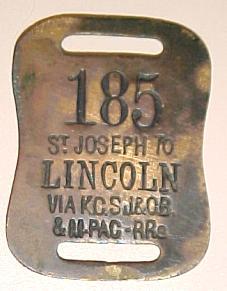 185
ST JOSEPH TO
LINCOLN
VIA K.C.S.J.&C.B.
& M.PAC.-RRs